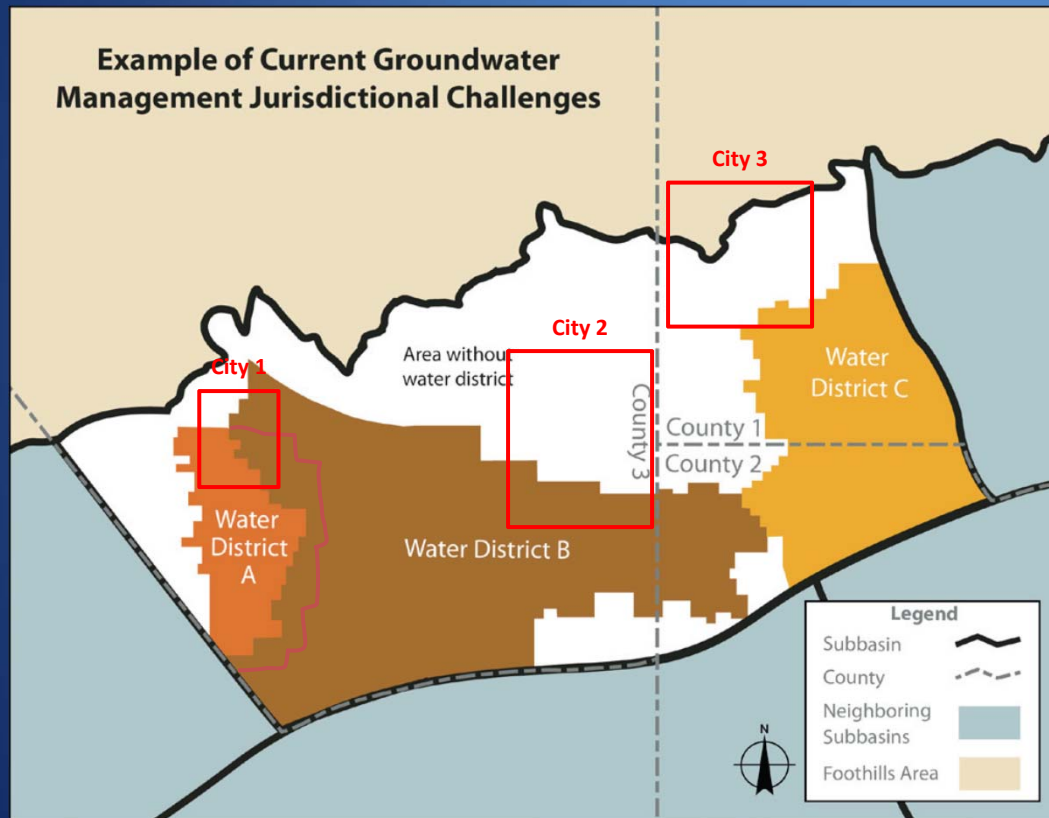 Example of Current Groundwater
Management Jurisdictional Challenges
City 3
City 2
Area without
water district
City 1
Water
District C
County 1
County 3
County 2
Water
District
A
Water District B
Legend
Subbasin
County
Neighboring
Subbasins
Foothills Area
N